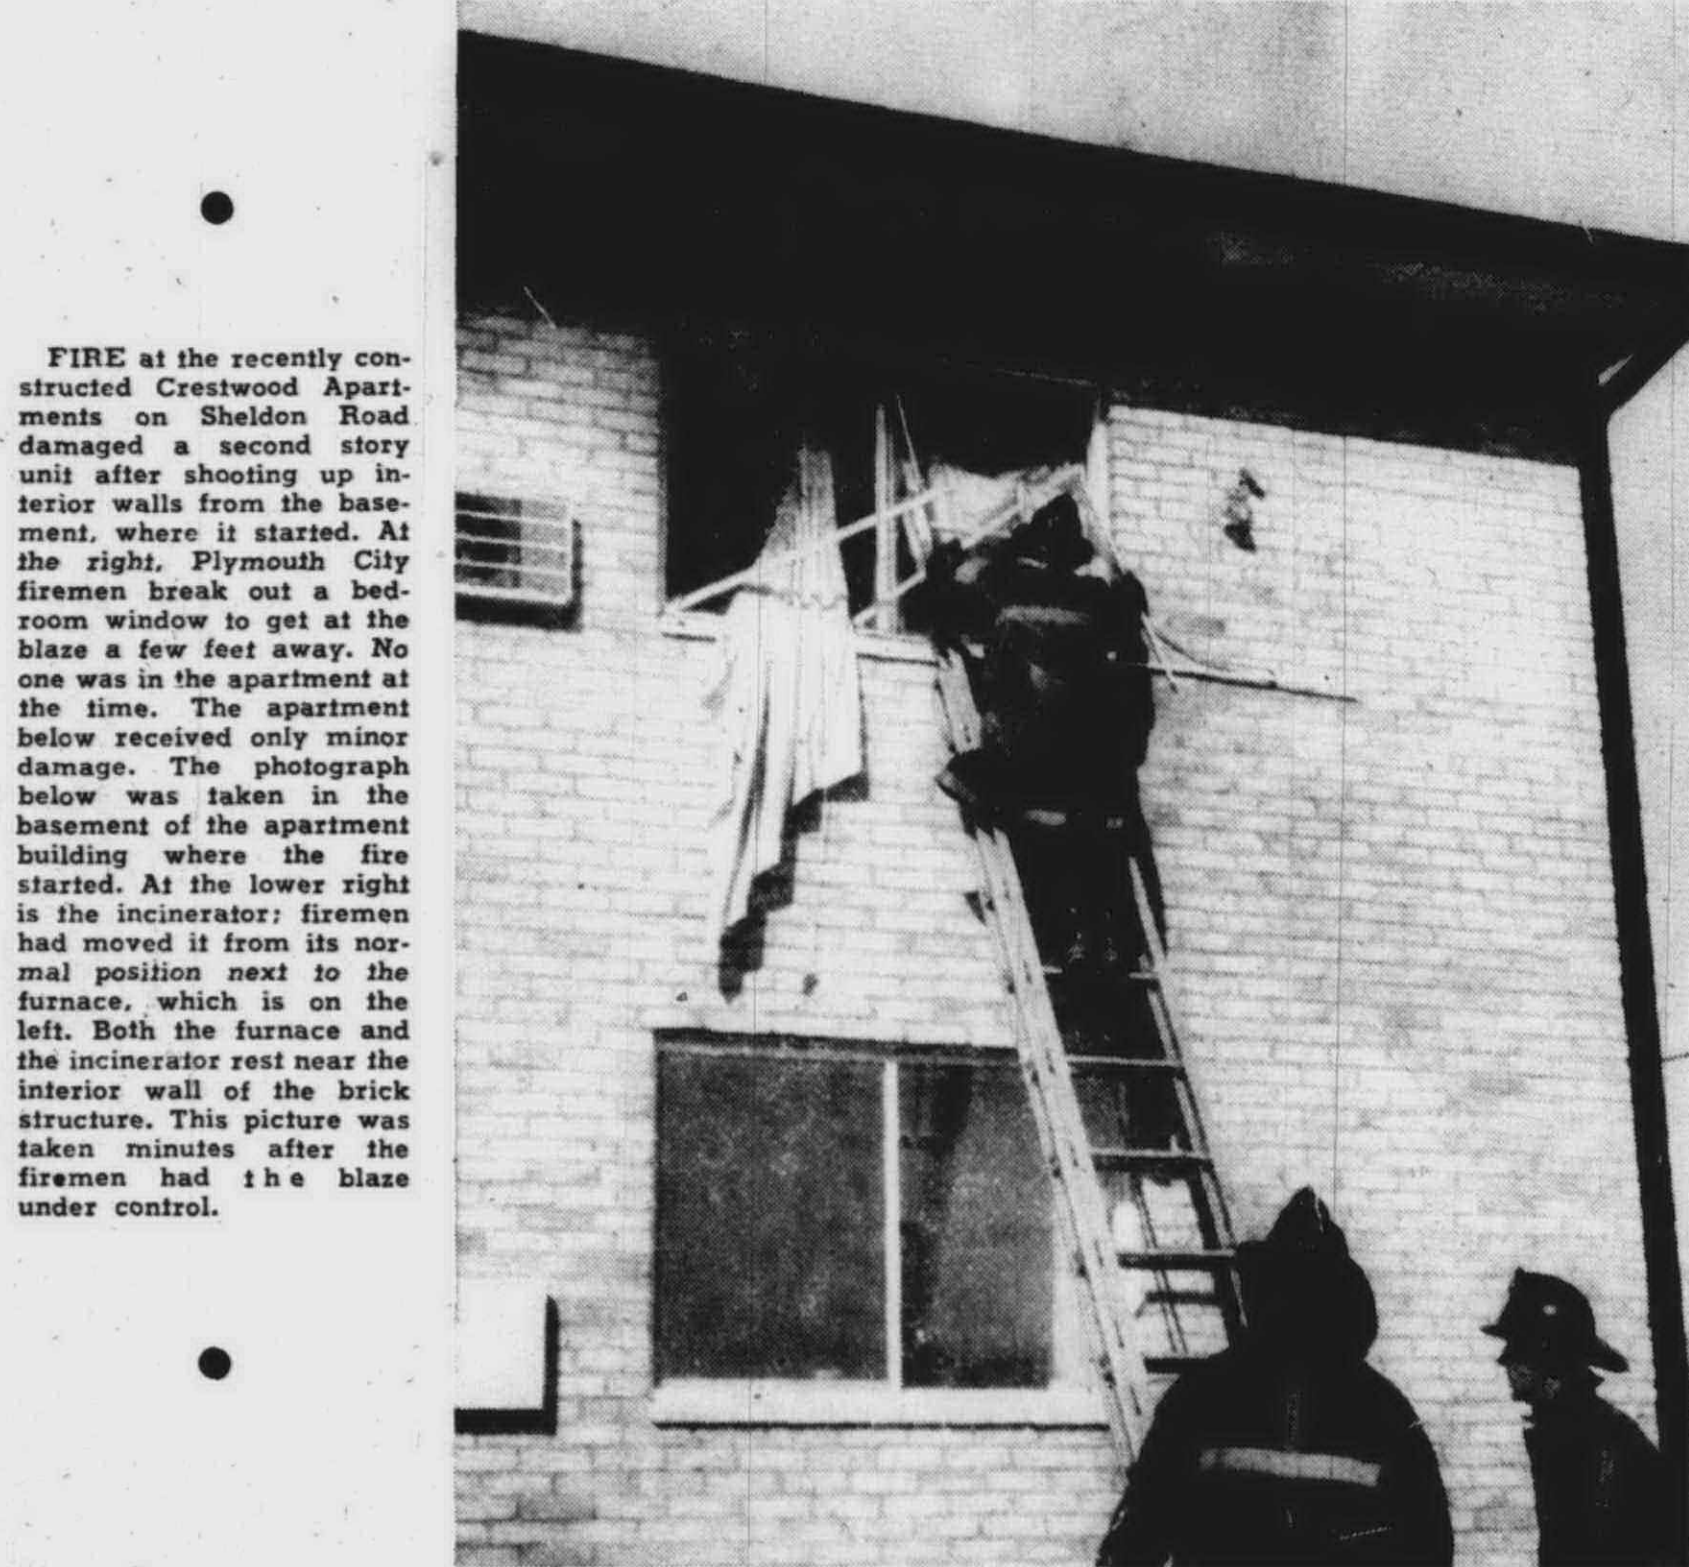 FIRE at the recently con-
structed Crestwood Apart-
ments on Sheldon Road
damaged a second story
unit after shooting up in-
terior walls from the base-
ment, where it started. At
the right, Plymouth City
firemen break out a bed-
room window to get at the
blaze a few feet away. No
one was in the apartment at
the time. The apartment
below received only minor
damage. The photograph
below was taken in the
basement of the apartment
building where the fire
started. At the lower right
is the incinerator; firemen
had moved it from its nor-
mal position next to the
furnace, which is on the
left. Both the furnace and
the incinerator rest near the
interior wall of the brick
structure. This picture was
taken minutes after the
firemen had the blaze
under control.